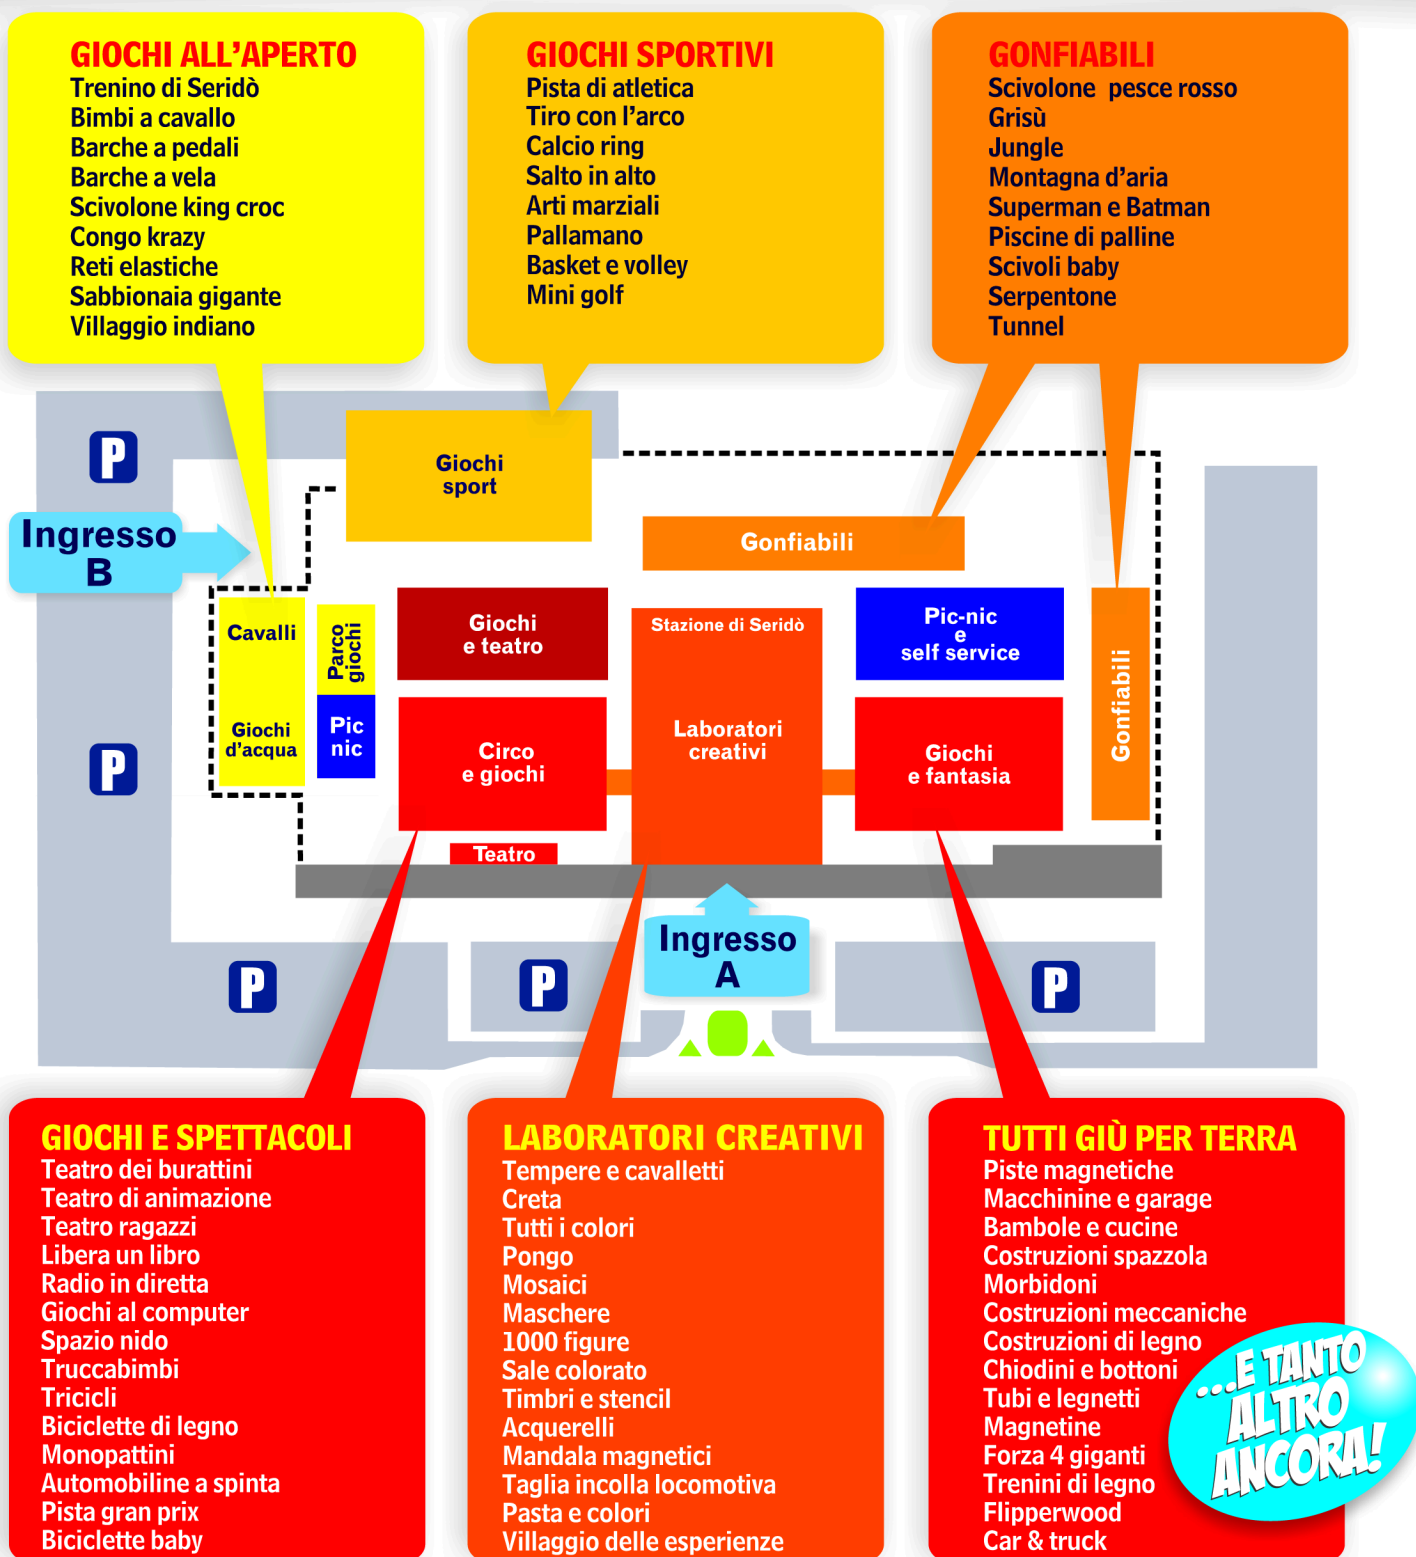 GIOCHI ALL'APERTO
Trenino di Seridò
Bimbi a cavallo
Barche a pedali
Barche a vela
Scivolone king croc
Congo krazy
Reti elastiche
Sabbionaia gigante
Villaggio indiano
GIOCHI SPORTIVI
Pista di atletica
Tiro con l'arco
Calcio ring
Salto in alto
Arti marziali
Pallamano
Basket e volley
Mini golf
GONFIABILI
Scivolone pesce rosso
Grisù
Jungle
Montagna d'aria
Superman e Batman
Piscine di palline
Scivoli baby
Serpentone
Tunnel
P
Giochi
sport
Ingresso
B
Gonfiabili
Cavalli
Giochi
d'acqua
Parco
giochi
Pic
nic
Giochi
e teatro
Stazione di Seridò
Laboratori
creativi
Pic-nic
e
self service
Gonfiabili
P
Circo
e giochi
Giochi
e fantasia
Teatro
Ingresso
A
P
P
P
GIOCHI E SPETTACOLI
Teatro dei burattini
Teatro di animazione
Teatro ragazzi
Libera un libro
Radio in diretta
Giochi al computer
Spazio nido
Truccabimbi
Tricicli
Biciclette di legno
Monopattini
Automobiline a spinta
Pista gran prix
Biciclette baby
LABORATORI CREATIVI
Tempere e cavalletti
Creta
Tutti i colori
Pongo
Mosaici
Maschere
1000 figure
Sale colorato
Timbri e stencil
Acquerelli
Mandala magnetici
Taglia incolla locomotiva
Pasta e colori
Villaggio delle esperienze
TUTTI GIÙ PER TERRA
Piste magnetiche
Macchinine e garage
Bambole e cucine
Costruzioni spazzola
Morbidoni
Costruzioni meccaniche
Costruzioni di legno
Chiodini e bottoni
Tubi e legnetti
Magnetine
Forza 4 giganti
Trenini di legno
Flipperwood
Car & truck
...E TANTO
ALTRO
ANCORA!